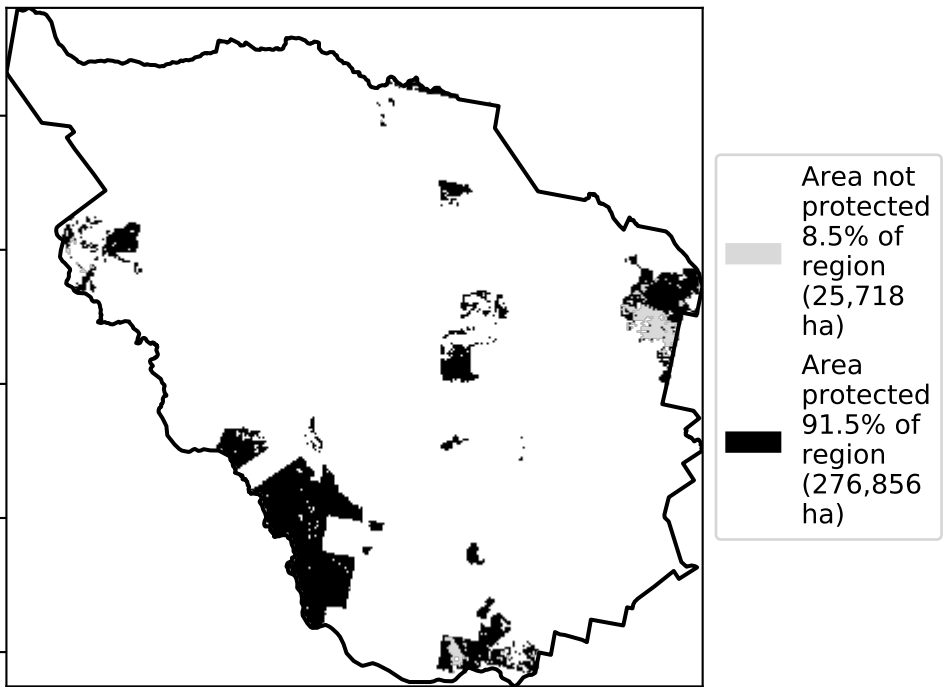 Area not
protected
8.5% of
region
(25,718
ha)
Area
protected
91.5% of
region
(276,856
ha)